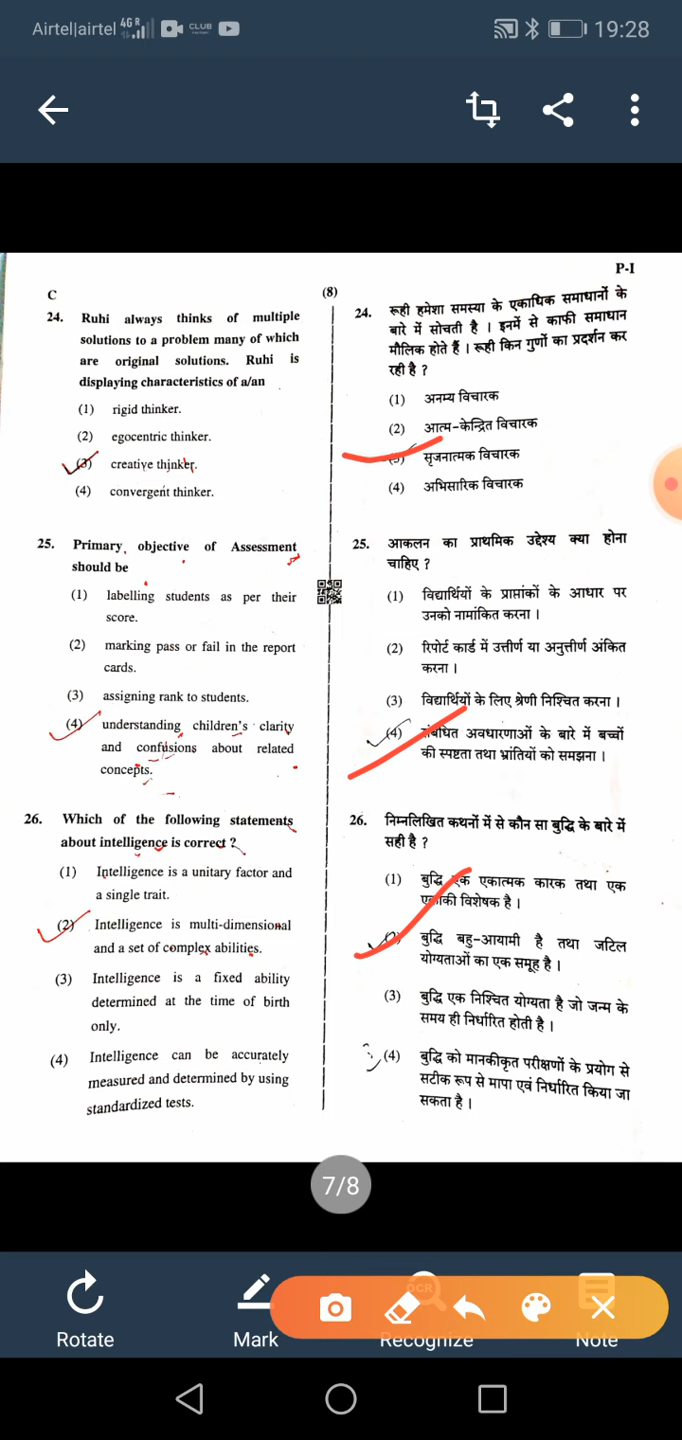 Airtel|airtel 4G R CLUB 19:28
P-I
C
(8)
24. Ruhi always thinks of multiple
solutions to a problem many of which
are original solutions. Ruhi is
displaying characteristics of a/an
(1) rigid thinker.
(2) egocentric thinker.
(3) creative thinker.
(4) convergent thinker.
25. Primary objective of Assessment
should be
(1) labelling students as per their
score.
(2) marking pass or fail in the report
cards.
(3) assigning rank to students.
(4) understanding children's clarity
and confusions about related
concepts.
26. Which of the following statements
about intelligence is correct ?
(1) Intelligence is a unitary factor and
a single trait.
(2) Intelligence is multi-dimensional
and a set of complex abilities.
(3) Intelligence is a fixed ability
determined at the time of birth
only.
(4) Intelligence can be accurately
measured and determined by using
standardized tests.
24. रूही हमेशा समस्या के एकाधिक समाधानों के
बारे में सोचती है । इनमें से काफी समाधान
मौलिक होते हैं । रूही किन गुणों का प्रदर्शन कर
रही है ?
(1) अनम्य विचारक
(2) आत्म-केन्द्रित विचारक
(3) सृजनात्मक विचारक
(4) अभिसारिक विचारक
25. आकलन का प्राथमिक उद्देश्य क्या होना
चाहिए ?
(1) विद्यार्थियों के प्राप्तांकों के आधार पर
उनको नामांकित करना ।
(2) रिपोर्ट कार्ड में उत्तीर्ण या अनुत्तीर्ण अंकित
करना ।
(3) विद्यार्थियों के लिए श्रेणी निश्चित करना ।
(4) संबंधित अवधारणाओं के बारे में बच्चों
की स्पष्टता तथा भ्रांतियों को समझना ।
26. निम्नलिखित कथनों में से कौन सा बुद्धि के बारे में
सही है ?
(1) बुद्धि एक एकात्मक कारक तथा एक
एकाकी विशेषक है ।
(2) बुद्धि बहु-आयामी है तथा जटिल
योग्यताओं का एक समूह है ।
(3) बुद्धि एक निश्चित योग्यता है जो जन्म के
समय ही निर्धारित होती है ।
(4) बुद्धि को मानकीकृत परीक्षणों के प्रयोग से
सटीक रूप से मापा एवं निर्धारित किया जा
सकता है ।
7/8
OCR
Rotate Mark Recognize Note